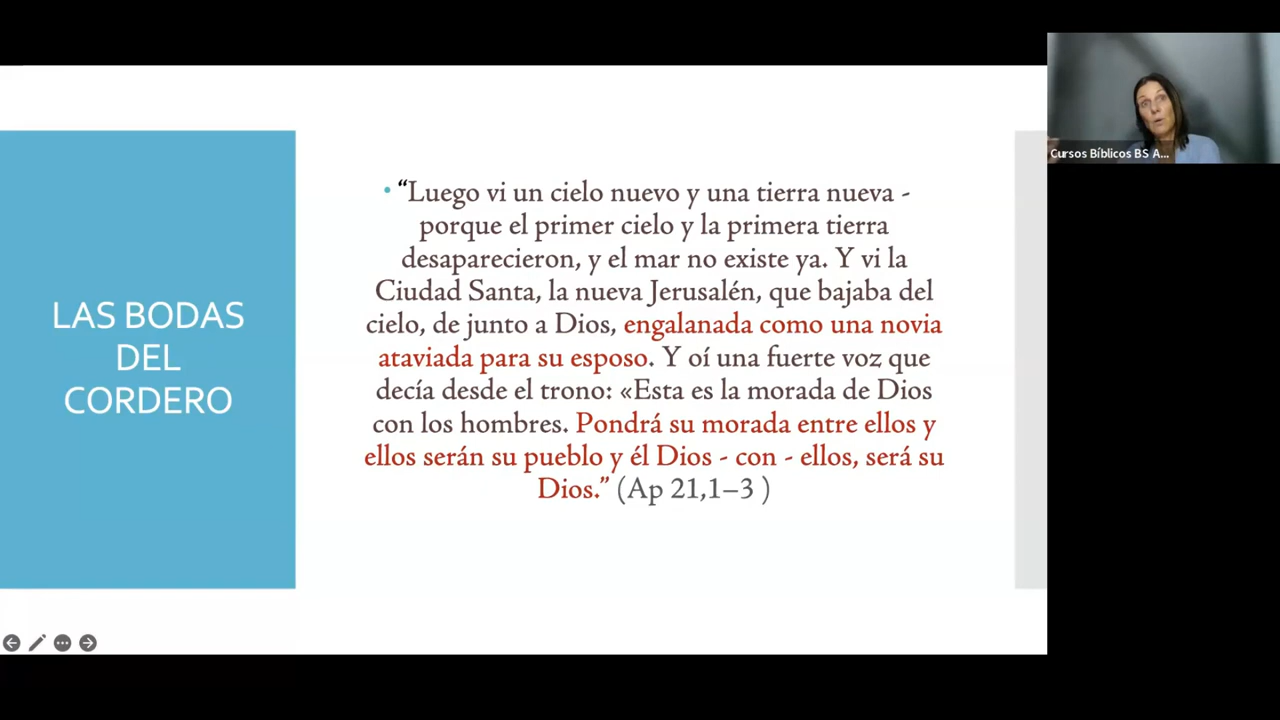 LAS BODAS
DEL
CORDERO
• “Luego vi un cielo nuevo y una tierra nueva -
porque el primer cielo y la primera tierra
desaparecieron, y el mar no existe ya. Y vi la
Ciudad Santa, la nueva Jerusalén, que bajaba del
cielo, de junto a Dios, engalanada como una novia
ataviada para su esposo. Y oí una fuerte voz que
decía desde el trono: «Esta es la morada de Dios
con los hombres. Pondrá su morada entre ellos y
ellos serán su pueblo y él Dios - con - ellos, será su
Dios.” (Ap 21,1–3 )
Cursos Bíblicos BS A...